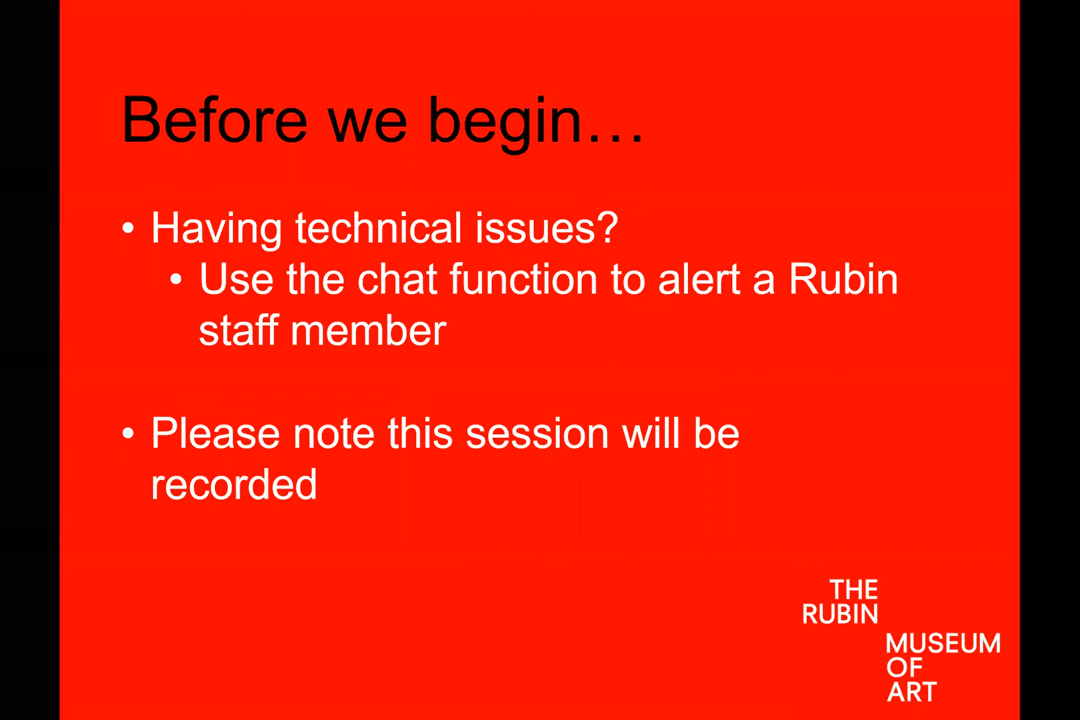 Before we begin…
• Having technical issues?
• Use the chat function to alert a Rubin
staff member
• Please note this session will be
recorded
THE
RUBIN
MUSEUM
OF
ART